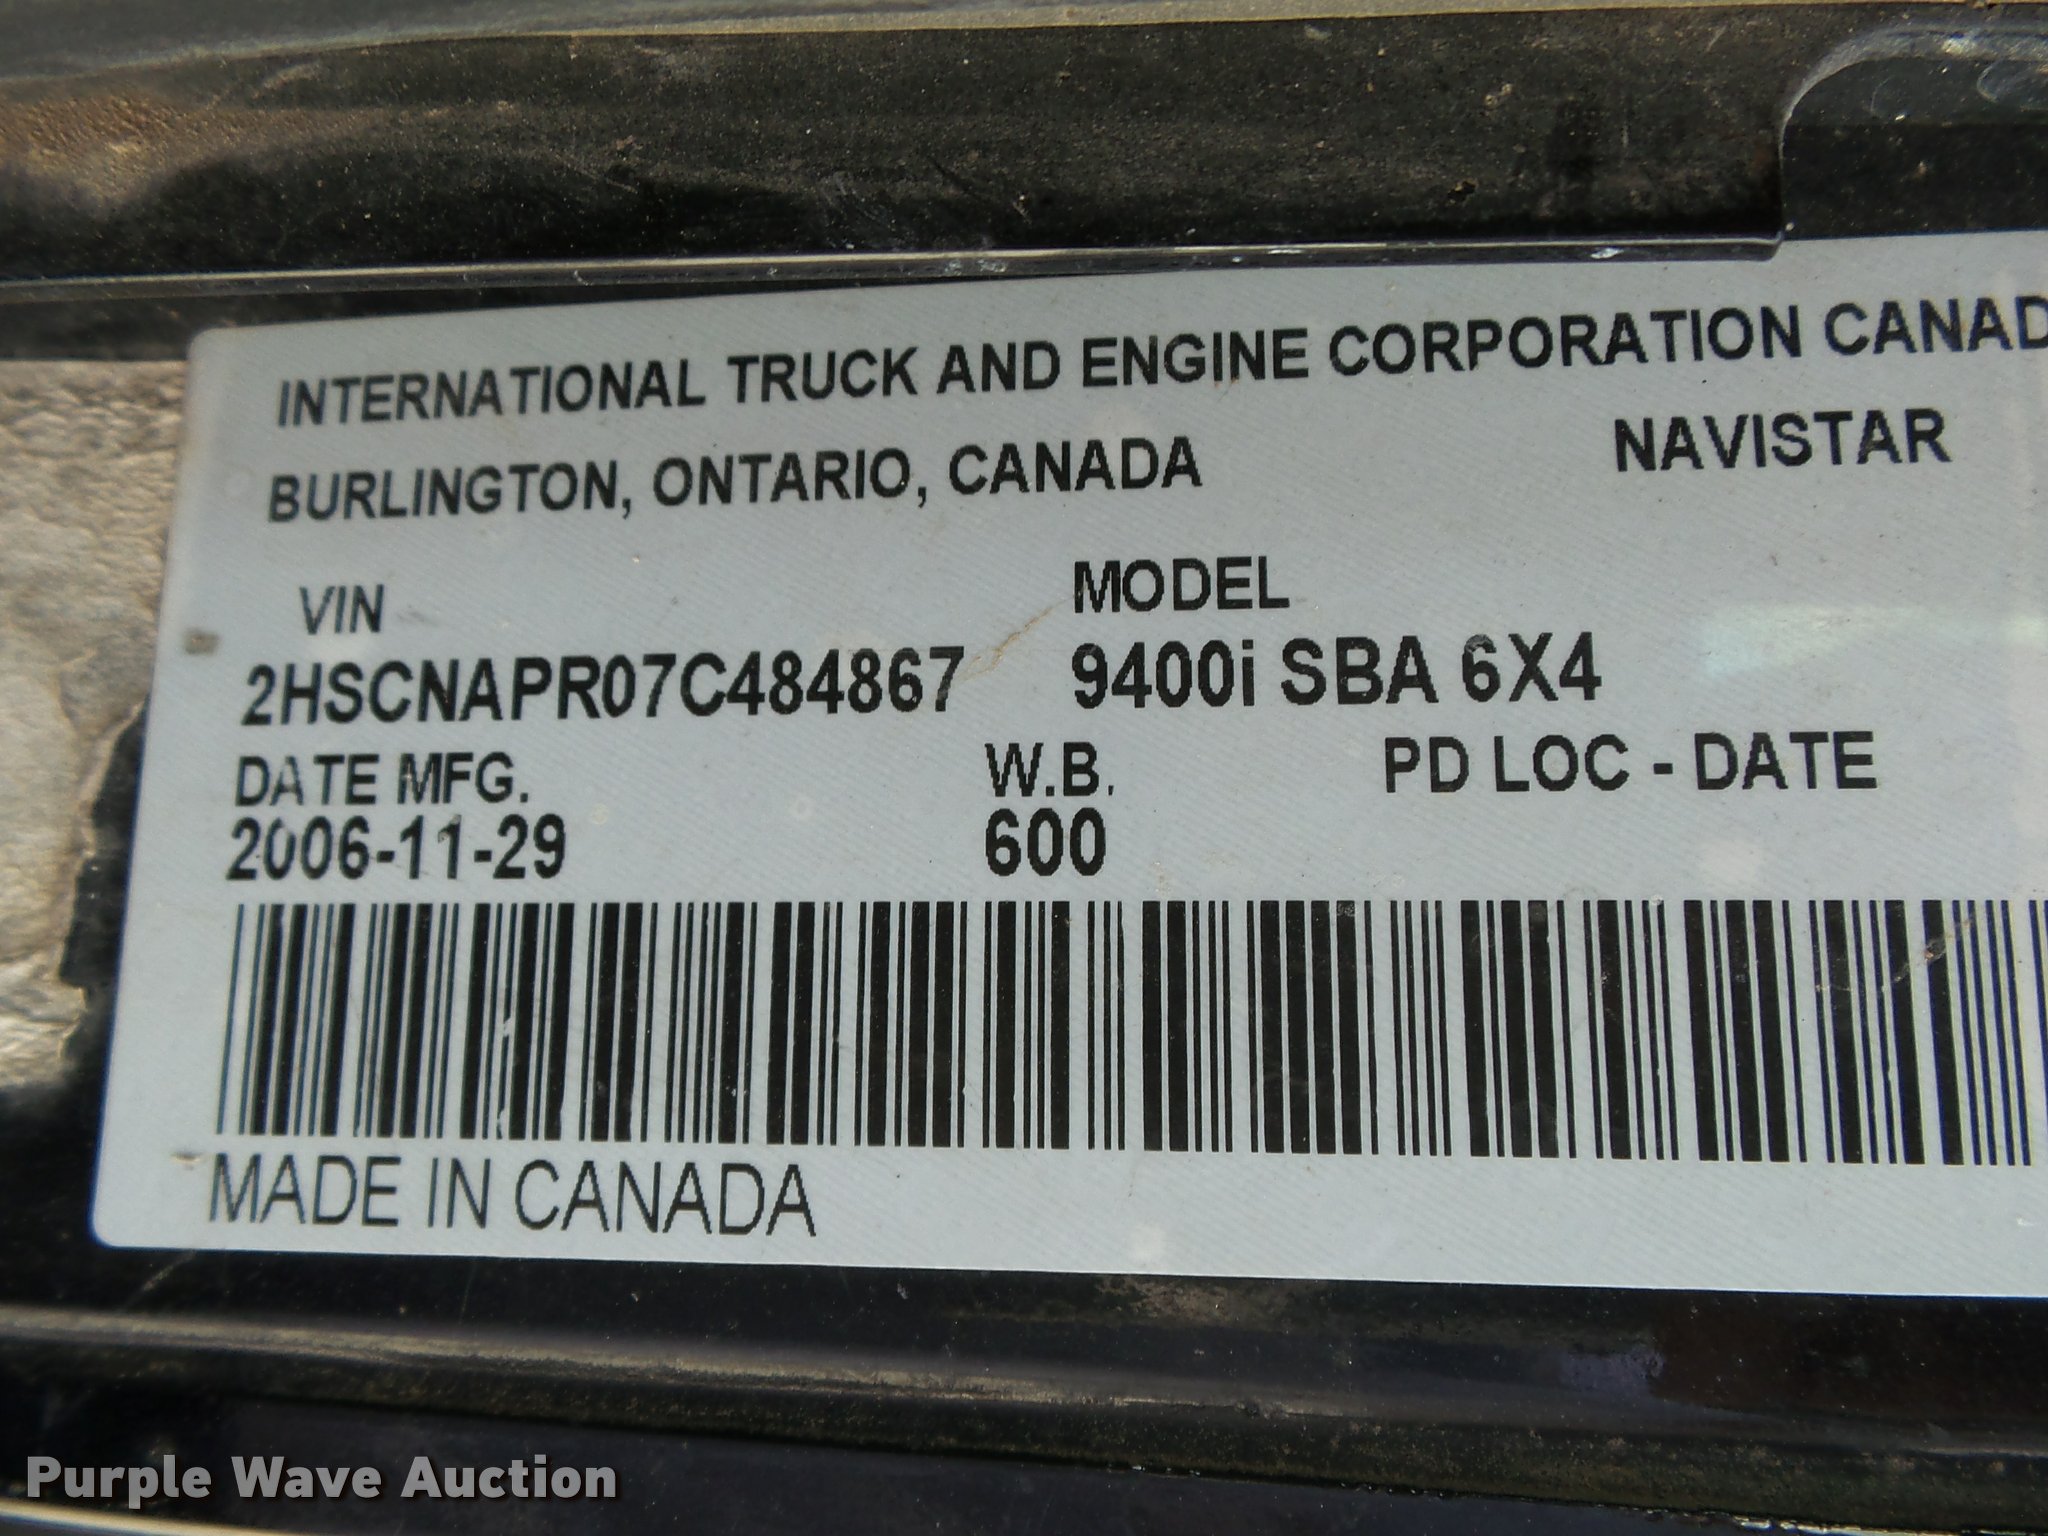 INTERNATIONAL TRUCK AND ENGINE CORPORATION CANAD
BURLINGTON, ONTARIO, CANADA NAVISTAR
VIN MODEL
2HSCNAPR07C484867 9400i SBA 6X4
DATE MFG. W.B. PD LOC - DATE
2006-11-29 600
MADE IN CANADA
Purple Wave Auction